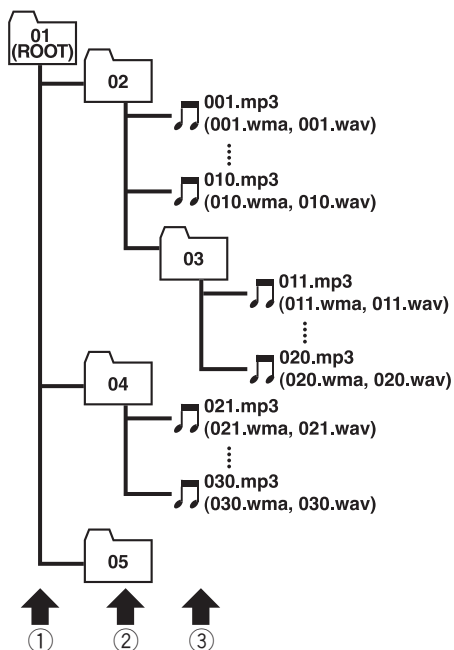 01
(ROOT)
02
001.mp3
(001.wma, 001.wav)
010.mp3
(010.wma, 010.wav)
03
011.mp3
(011.wma, 011.wav)
020.mp3
(020.wma, 020.wav)
04
021.mp3
(021.wma, 021.wav)
030.mp3
(030.wma, 030.wav)
05
① ② ③